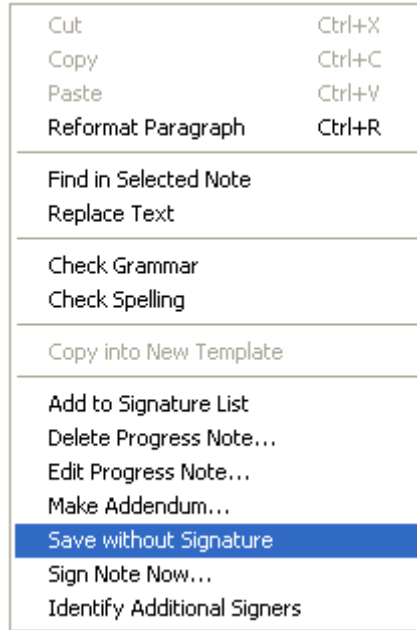 Cut Ctrl+X
Copy Ctrl+C
Paste Ctrl+V
Reformat Paragraph Ctrl+R
Find in Selected Note
Replace Text
Check Grammar
Check Spelling
Copy into New Template
Add to Signature List
Delete Progress Note...
Edit Progress Note...
Make Addendum...
Save without Signature
Sign Note Now...
Identify Additional Signers